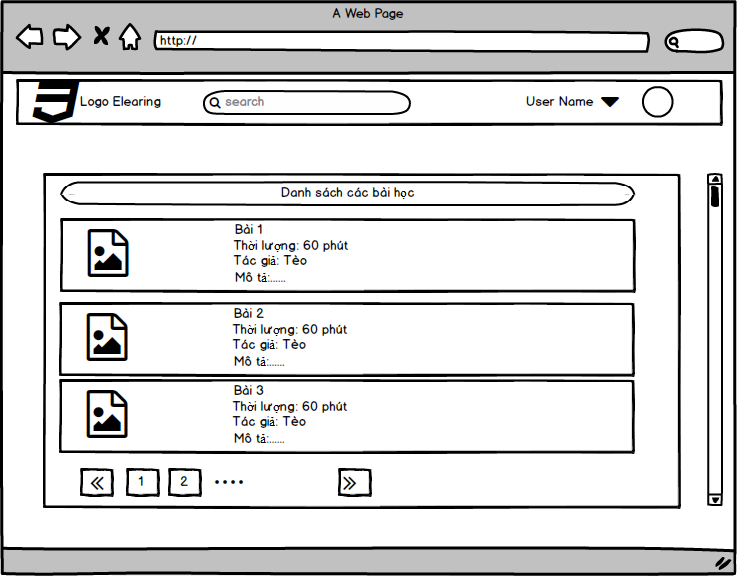 A Web Page
http://
Logo Elearing
search
User Name
Danh sách các bài học
Bài 1
Thời lượng: 60 phút
Tác giả: Tèo
Mô tả:......
Bài 2
Thời lượng: 60 phút
Tác giả: Tèo
Mô tả:......
Bài 3
Thời lượng: 60 phút
Tác giả: Tèo
Mô tả:......
1
2
....